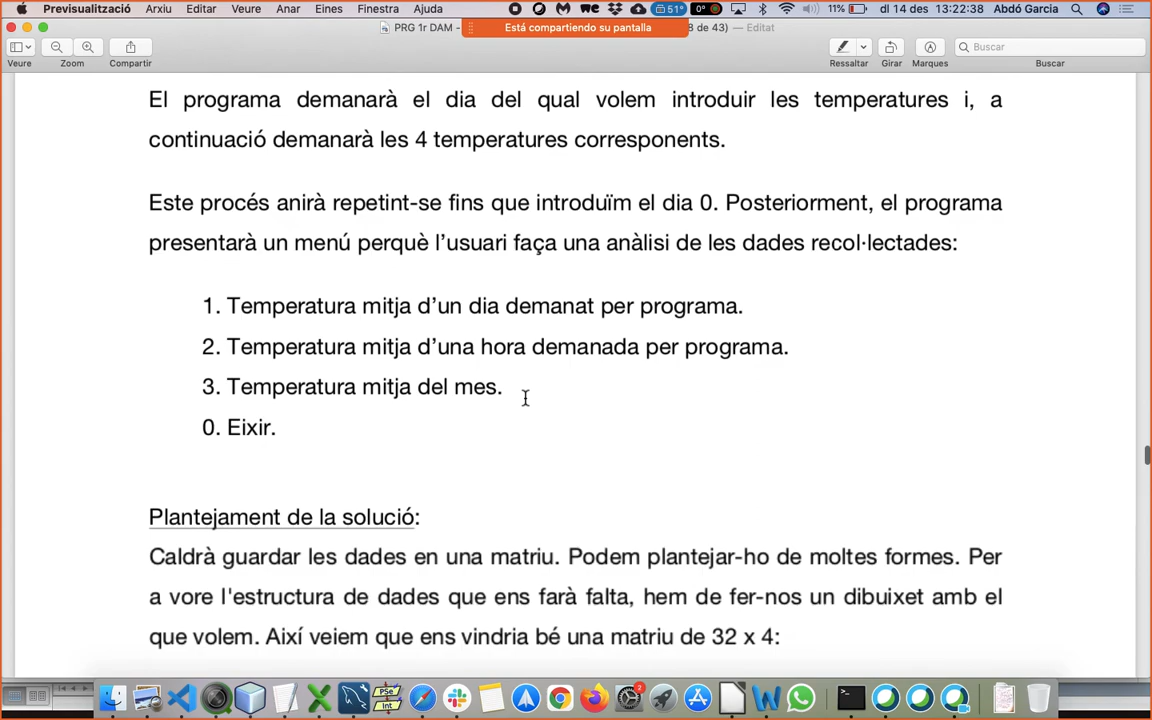 Previsualització Arxiu Editar Veure Anar Eines Finestra Ajuda 51° 0° 11% dl 14 des 13:22:38 Abdó Garcia
PRG 1r DAM - Está compartiendo su pantalla 8 de 43) — Editat
Buscar
Veure Zoom Compartir Ressaltar Girar Marques Buscar
El programa demanarà el dia del qual volem introduir les temperatures i, a
continuació demanarà les 4 temperatures corresponents.
Este procés anirà repetint-se fins que introduïm el dia 0. Posteriorment, el programa
presentarà un menú perquè l’usuari faça una anàlisi de les dades recol·lectades:
1. Temperatura mitja d’un dia demanat per programa.
2. Temperatura mitja d’una hora demanada per programa.
3. Temperatura mitja del mes.
0. Eixir.
Plantejament de la solució:
Caldrà guardar les dades en una matriu. Podem plantejar-ho de moltes formes. Per
a vore l'estructura de dades que ens farà falta, hem de fer-nos un dibuixet amb el
que volem. Així veiem que ens vindria bé una matriu de 32 x 4:
PSe
Int
2